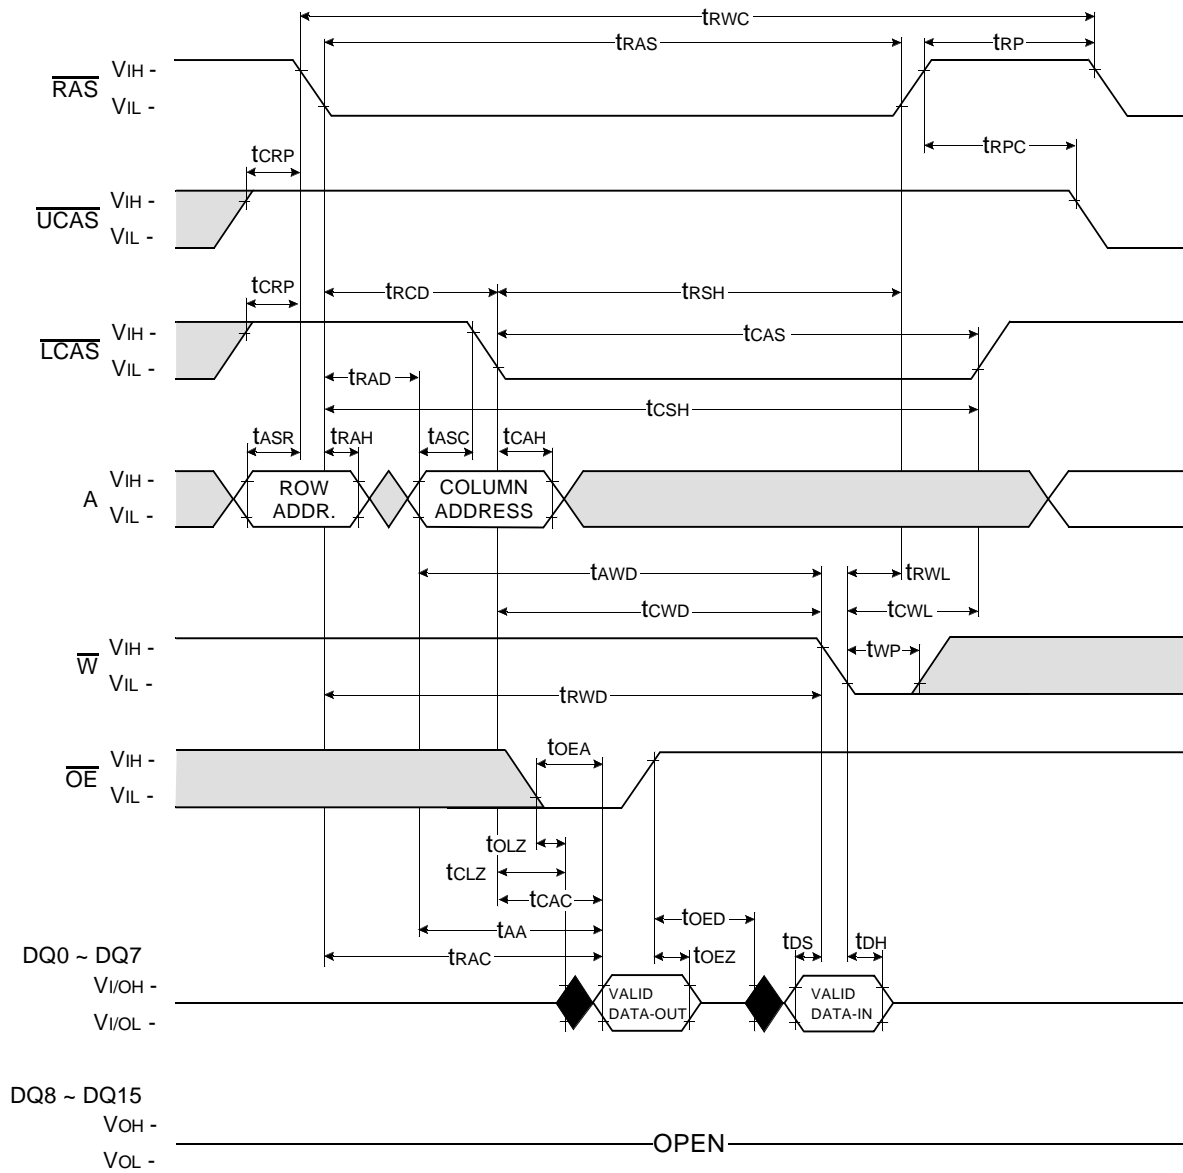 tRWC
tRAS
tRP
RAS
VIH -
VIL -
tCRP
tRPC
UCAS
VIH -
VIL -
tCRP
tRCD
tRSH
LCAS
VIH -
VIL -
tCAS
tRAD
tCSH
tASR
tRAH
tASC
tCAH
A
VIH -
VIL -
ROW
ADDR.
COLUMN
ADDRESS
tAWD
tRWL
tCWD
tCWL
W
VIH -
VIL -
tWP
tRWD
OE
VIH -
VIL -
tOEA
tOLZ
tCLZ
tCAC
tAA
tOED
tRAC
tOEZ
tDS
tDH
DQ0 ~ DQ7
VI/OH -
VI/OL -
VALID
DATA-OUT
VALID
DATA-IN
DQ8 ~ DQ15
VOH -
VOL -
OPEN